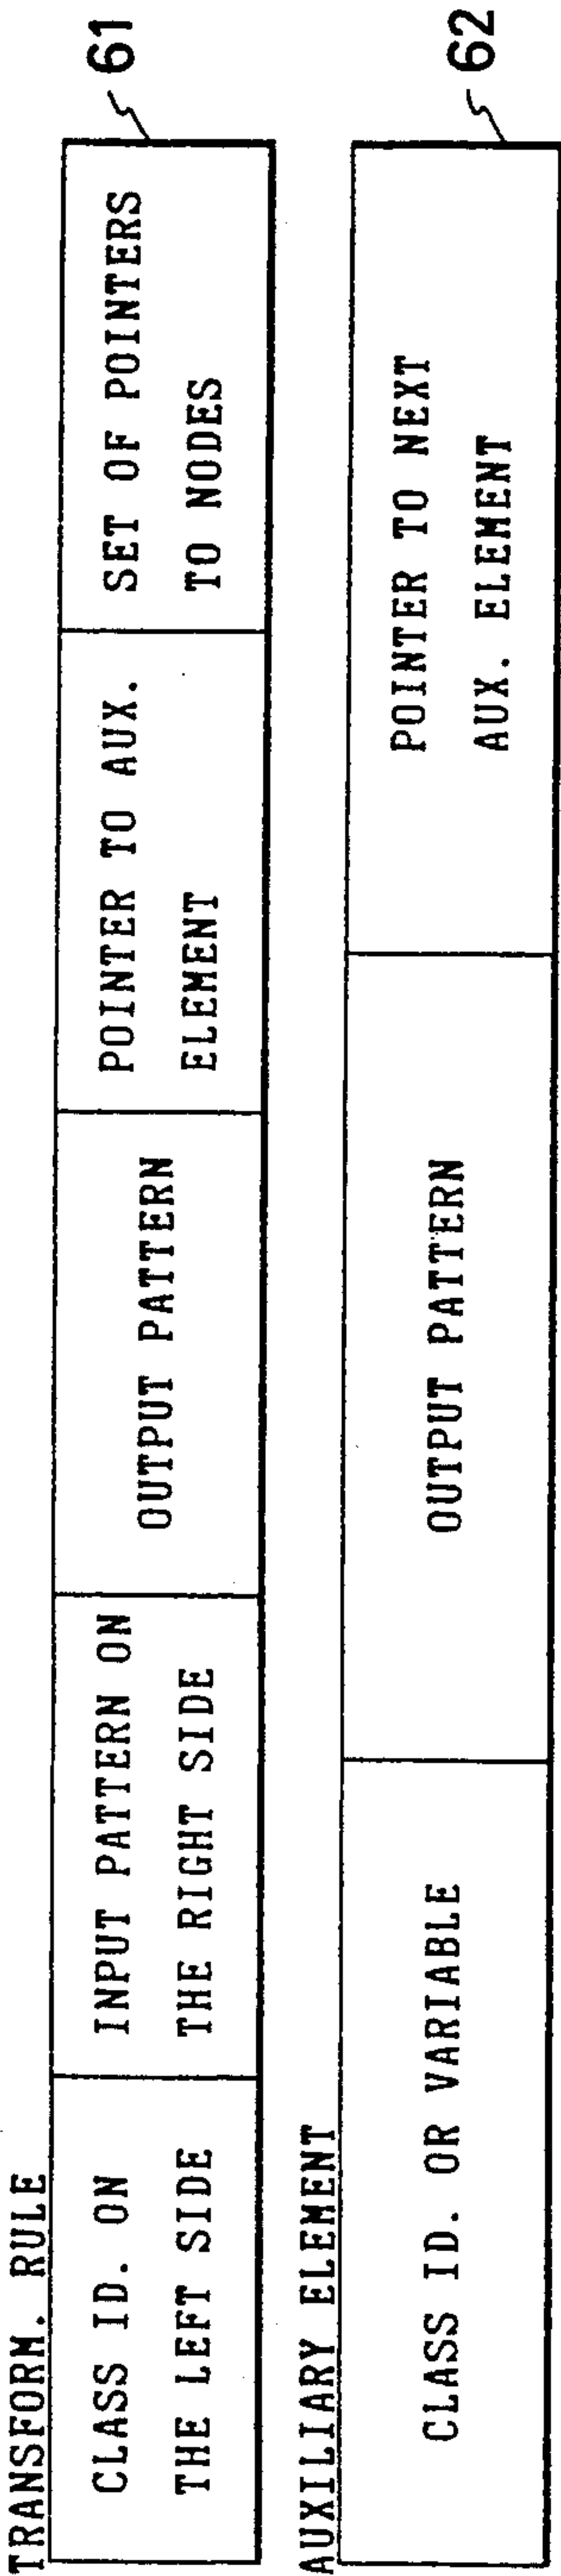 TRANSFORM. RULE
CLASS ID. ON
THE LEFT SIDE
INPUT PATTERN ON
THE RIGHT SIDE
OUTPUT PATTERN
POINTER TO AUX.
ELEMENT
SET OF POINTERS
TO NODES
61
AUXILIARY ELEMENT
CLASS ID. OR VARIABLE
OUTPUT PATTERN
POINTER TO NEXT
AUX. ELEMENT
62